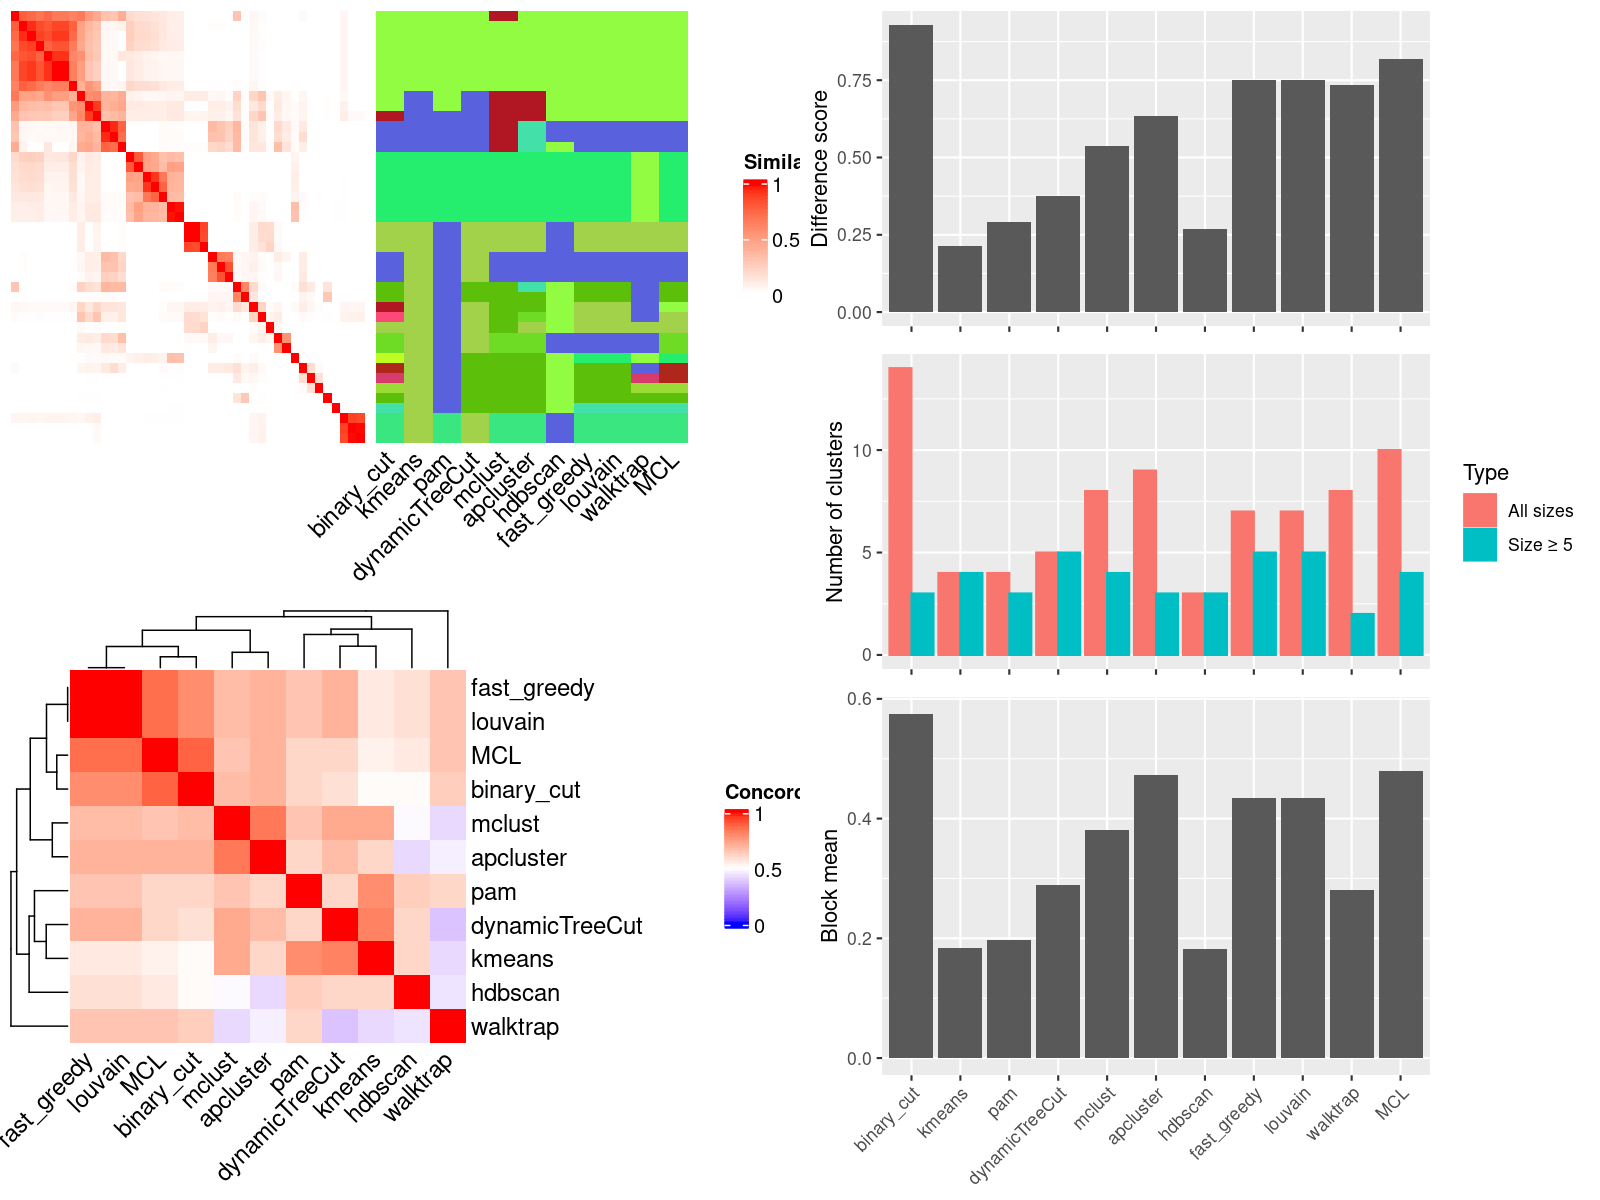 Simila
1
0.5
0
binary_cut
kmeans
pam
dynamicTreeCut
mclust
apcluster
hdbscan
fast_greedy
louvain
walktrap
MCL
fast_greedy
louvain
MCL
binary_cut
mclust
apcluster
pam
dynamicTreeCut
kmeans
hdbscan
walktrap
fast_greedy
louvain
MCL
binary_cut
mclust
apcluster
pam
dynamicTreeCut
kmeans
hdbscan
walktrap
Concord
1
0.5
0
Difference score
0.75
0.50
0.25
0.00
Number of clusters
10
5
0
Type
All sizes
Size ≥ 5
Block mean
0.6
0.4
0.2
0.0
binary_cut
kmeans
pam
dynamicTreeCut
mclust
apcluster
hdbscan
fast_greedy
louvain
walktrap
MCL